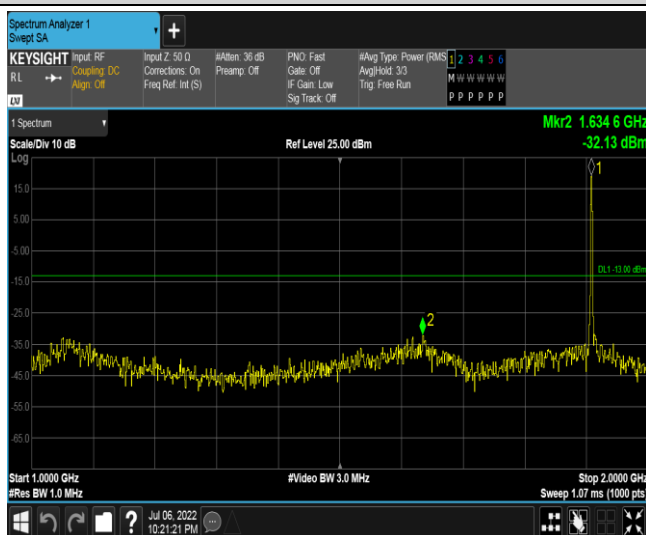 Spectrum Analyzer 1
Swept SA
+
KEYSIGHT
RL
LXI
Input: RF
Coupling: DC
Align: Off
Input Z: 50 Ω
Corrections: On
Freq Ref: Int (S)
#Atten: 36 dB
Preamp: Off
PNO: Fast
Gate: Off
IF Gain: Low
Sig Track: Off
#Avg Type: Power (RMS
Avg|Hold: 3/3
Trig: Free Run
1 2 3 4 5 6
M W W W W W
P P P P P P
1 Spectrum
Scale/Div 10 dB
Ref Level 25.00 dBm
Mkr2 1.634 6 GHz
-32.13 dBm
Log
15.0
5.00
-5.00
-15.0
-25.0
-35.0
-45.0
-55.0
-65.0
1
2
DL1 -13.00 dBm
Start 1.0000 GHz
#Video BW 3.0 MHz
Stop 2.0000 GHz
#Res BW 1.0 MHz
Sweep 1.07 ms (1000 pts)
?
Jul 06, 2022
10:21:21 PM